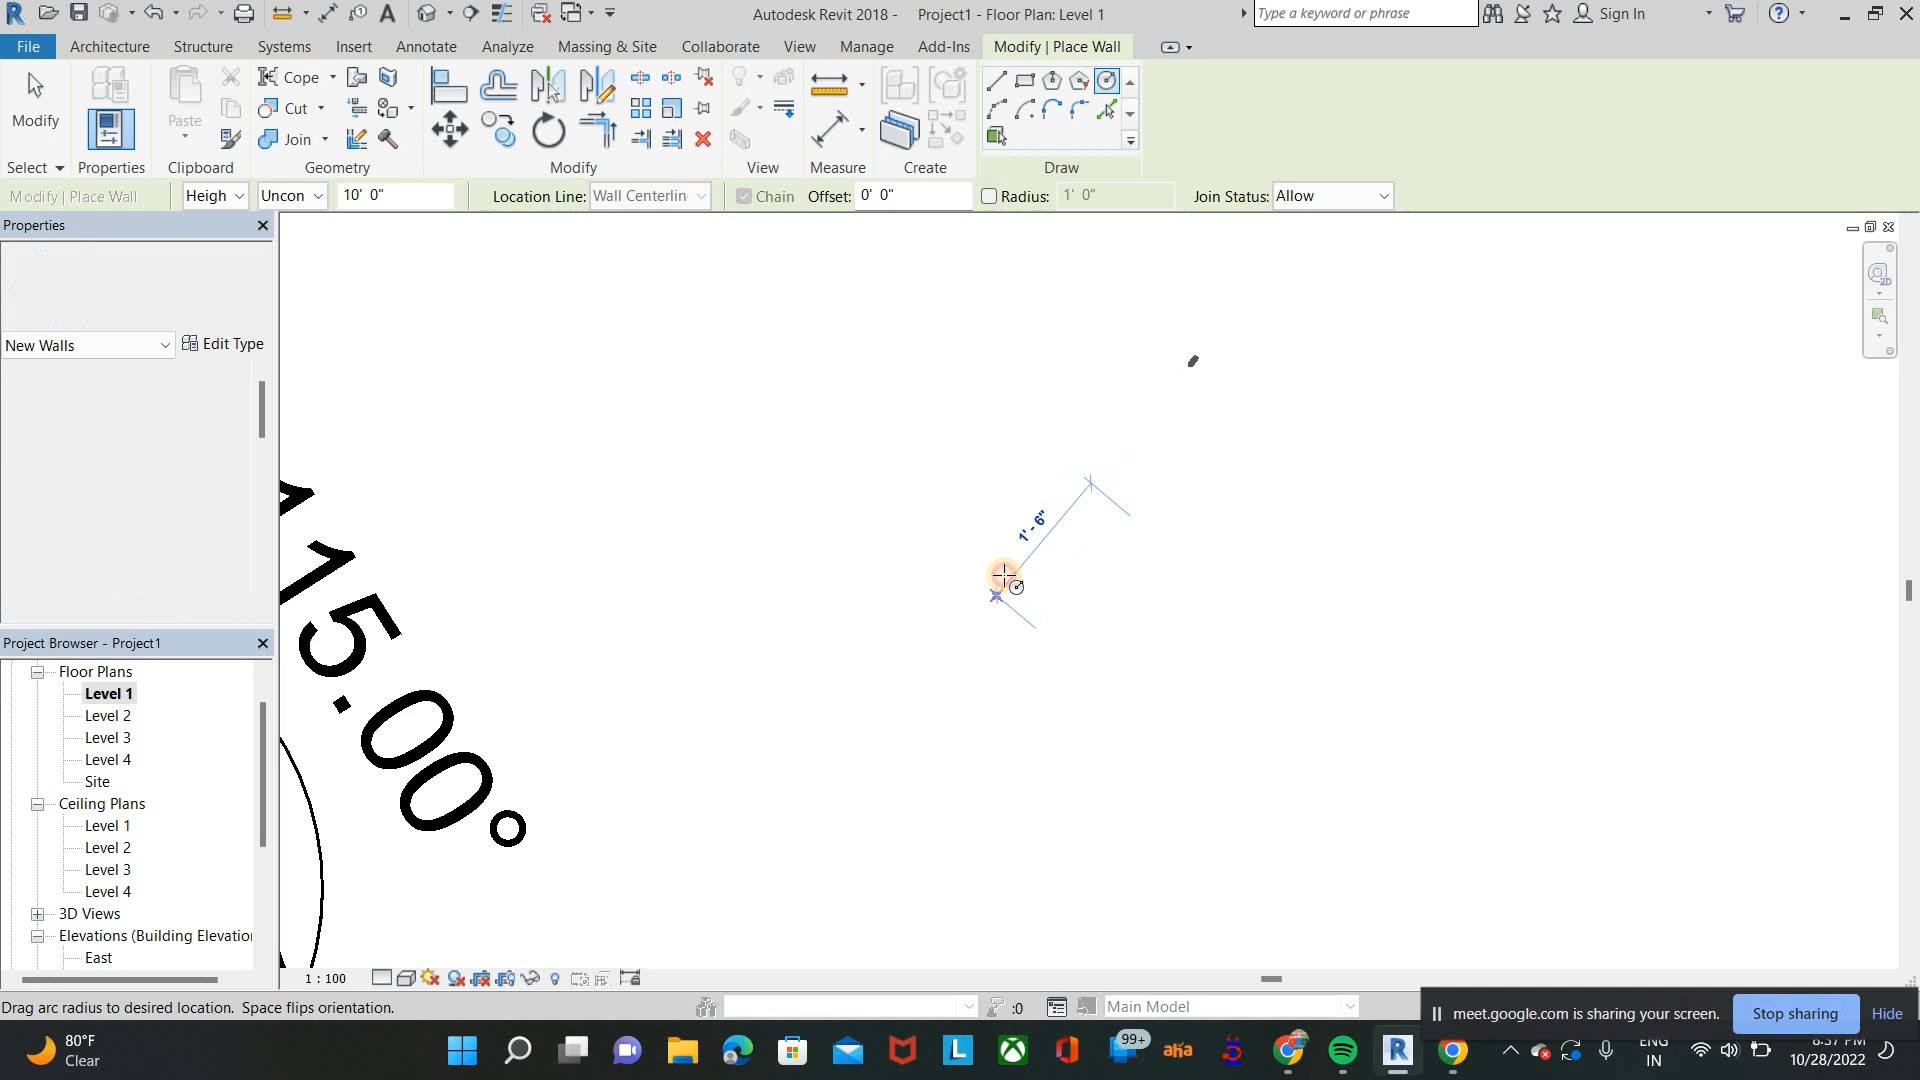 Autodesk Revit 2018 - Project1 - Floor Plan: Level 1
Type a keyword or phrase
Sign In
File Architecture Structure Systems Insert Annotate Analyze Massing & Site Collaborate View Manage Add-Ins Modify | Place Wall
Modify
Paste
Cope
Cut
Join
Select Properties Clipboard Geometry Modify View Measure Create Draw
Modify | Place Wall Heigh Uncon 10' 0" Location Line: Wall Centerlin Chain Offset: 0' 0" Radius: 1' 0" Join Status: Allow
Properties
2D
New Walls Edit Type
1' - 6"
15.00°
Project Browser - Project1
Floor Plans
Level 1
Level 2
Level 3
Level 4
Site
Ceiling Plans
Level 1
Level 2
Level 3
Level 4
3D Views
Elevations (Building Elevatio
East
1 : 100
Drag arc radius to desired location. Space flips orientation.
:0
Main Model
meet.google.com is sharing your screen. Stop sharing Hide
80°F
Clear
99+
aha
ENG
IN
8:37 PM
10/28/2022